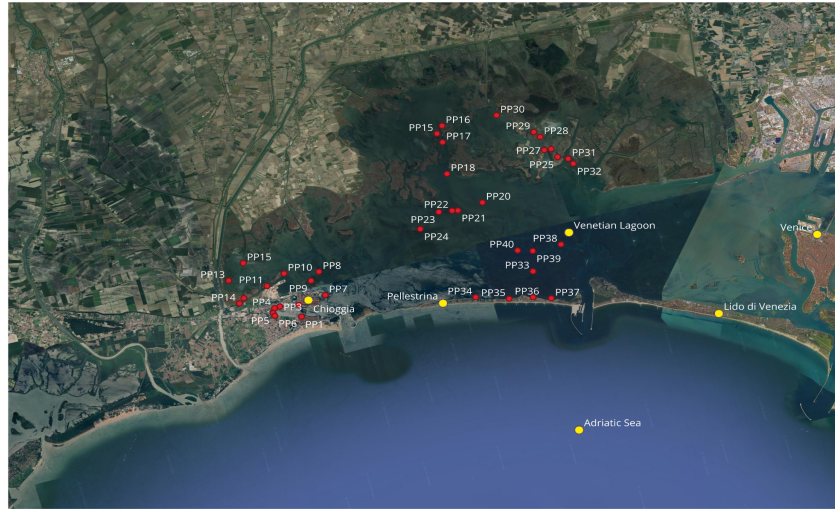 PP30
PP16
PP15
PP29
PP28
PP17
PP27
PP25
PP31
PP32
PP18
PP20
PP22
PP23
PP21
PP24
Venetian Lagoon
Venice
PP38
PP40
PP39
PP33
PP15
PP8
PP10
PP13
PP11
PP9
PP7
PP14
PP4
PP3
Chioggia
PP5
PP6
PP1
Pellestrina
PP34
PP35
PP36
PP37
Lido di Venezia
Adriatic Sea